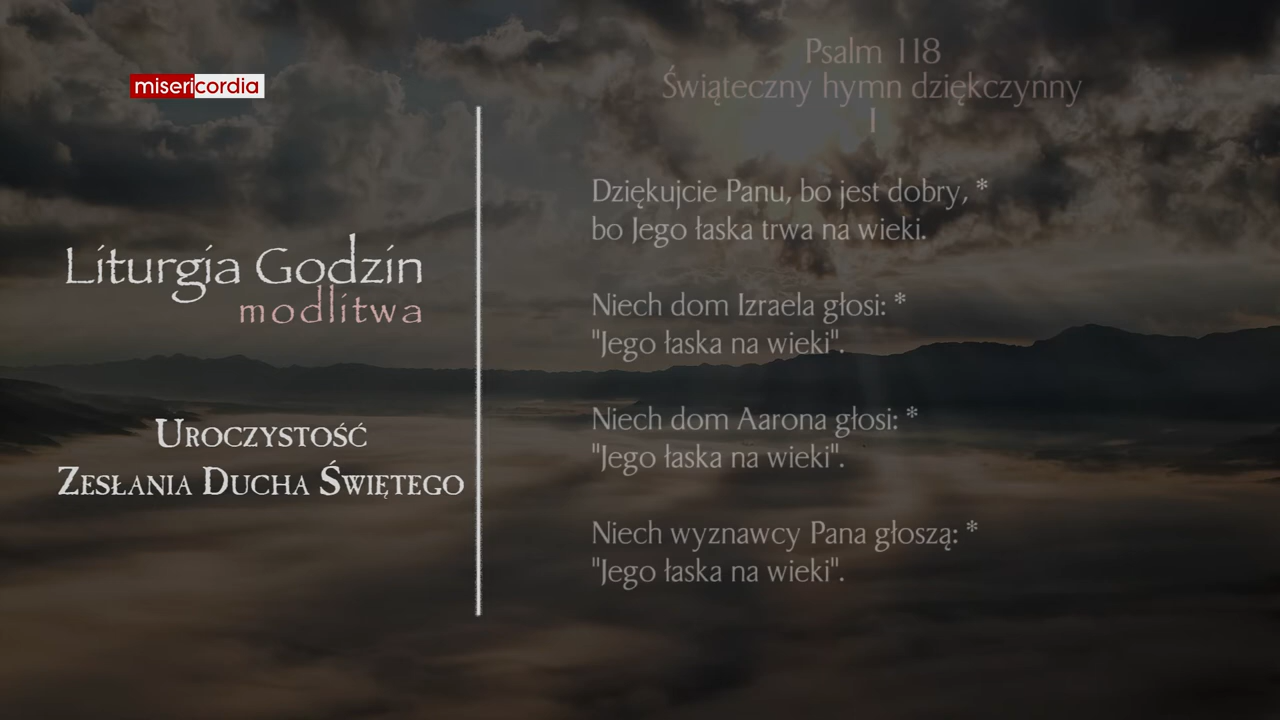 misericordia
Liturgia Godzin
modlitwa
Uroczystość
Zesłania Ducha Świętego
Psalm 118
Świąteczny hymn dziękczynny
I
Dziękujcie Panu, bo jest dobry, *
bo Jego łaska trwa na wieki.
Niech dom Izraela głosi: *
"Jego łaska na wieki".
Niech dom Aarona głosi: *
"Jego łaska na wieki".
Niech wyznawcy Pana głoszą: *
"Jego łaska na wieki".